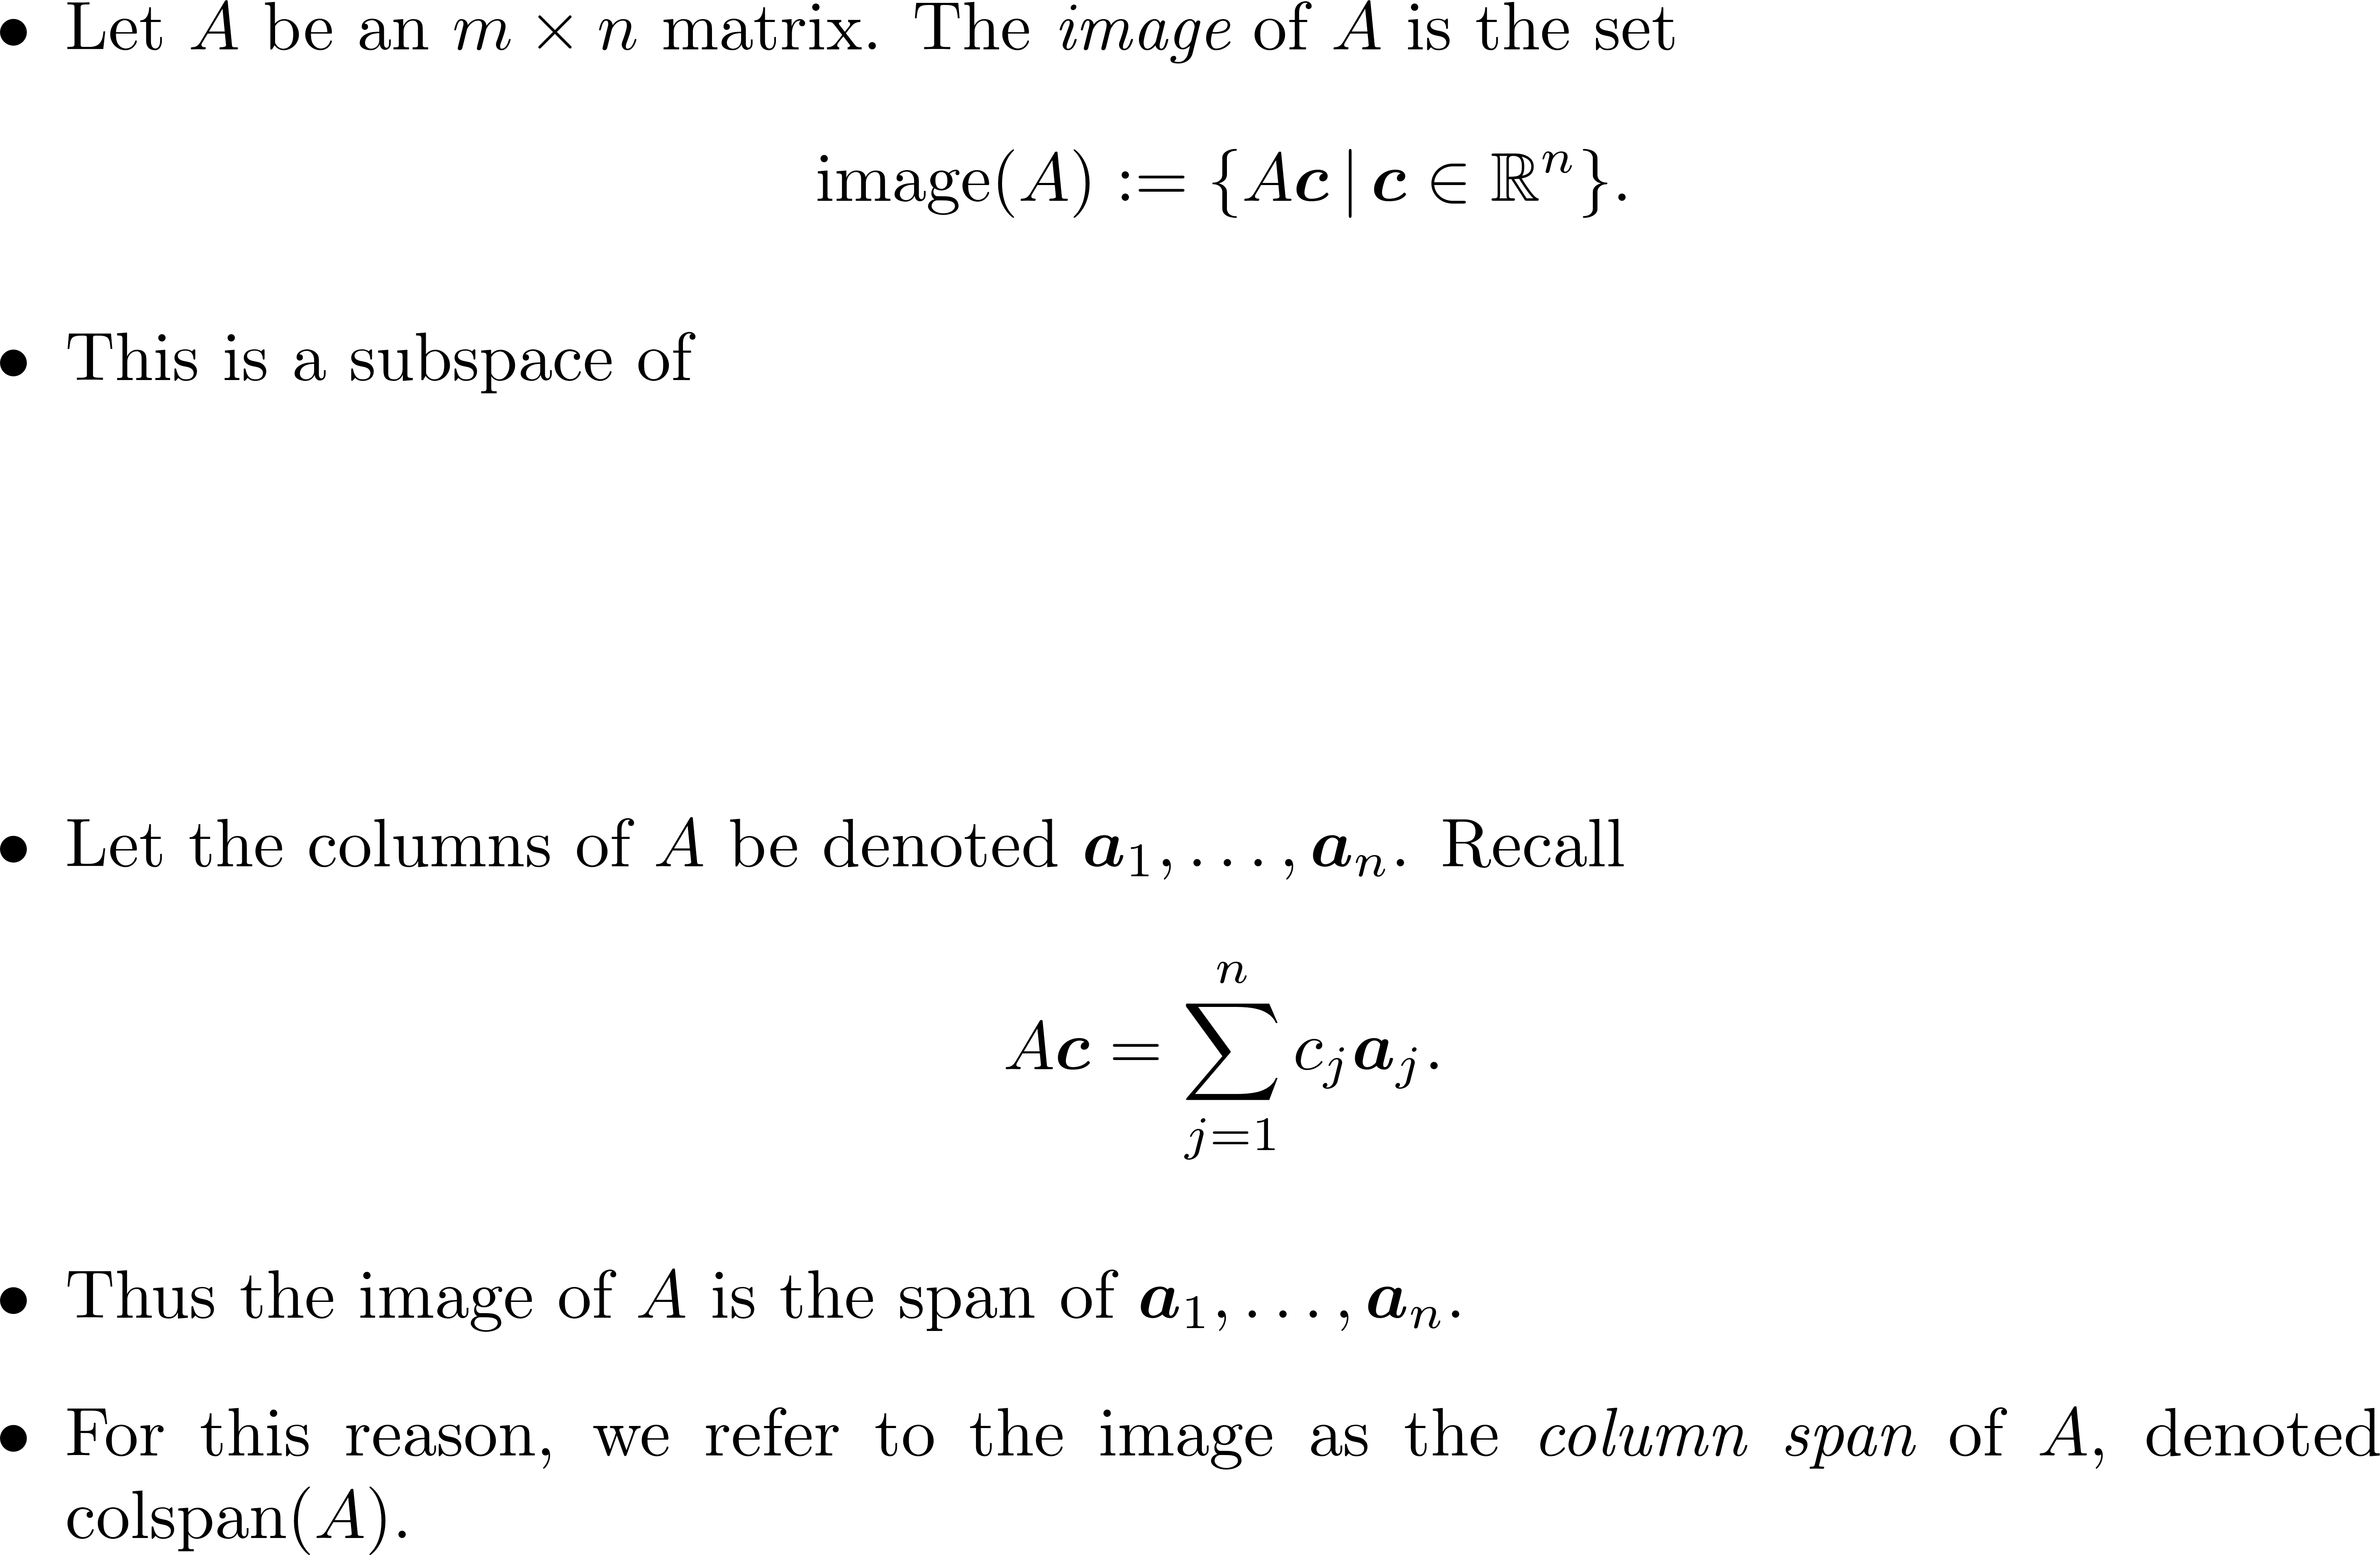 • Let A be an m × n matrix. The image of A is the set
image(A) := {Ac | c ∈ ℝⁿ}.
• This is a subspace of
• Let the columns of A be denoted a₁, . . . , aₙ. Recall
Ac = ∑ⁿⱼ₌₁ cⱼaⱼ.
• Thus the image of A is the span of a₁, . . . , aₙ.
• For this reason, we refer to the image as the column span of A, denoted
colspan(A).